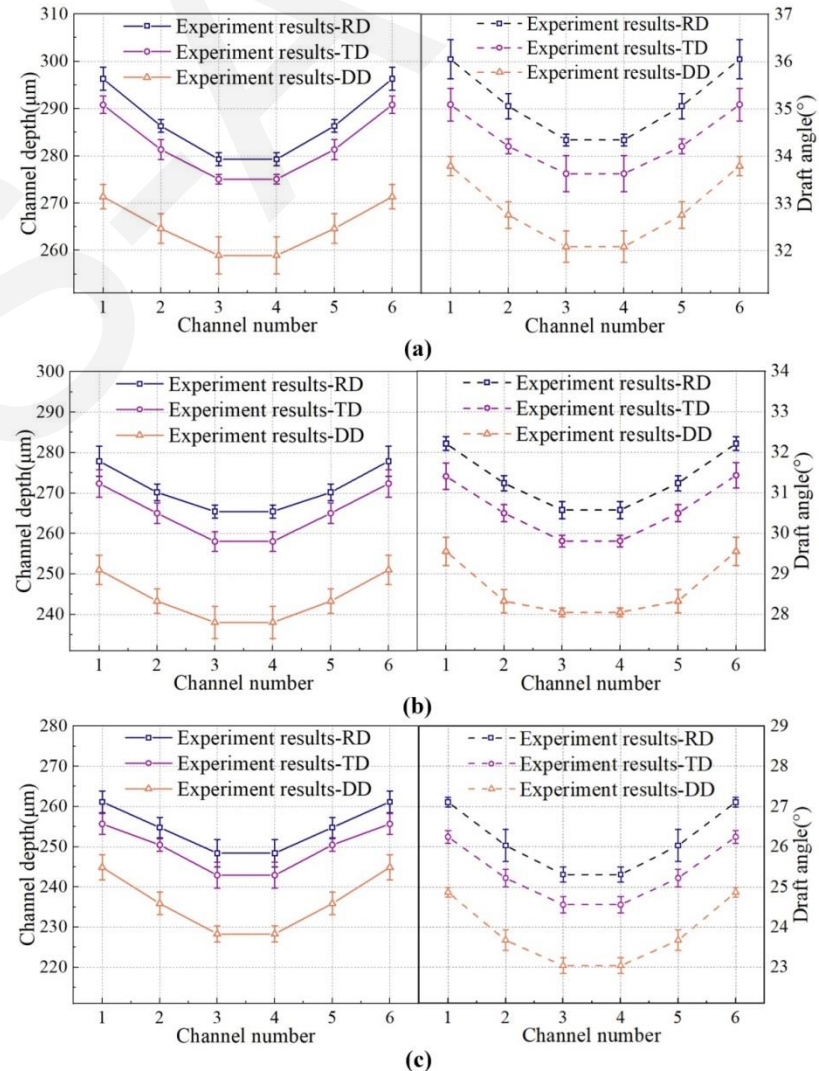 310
300
290
280
270
260
Channel depth(μm)
Experiment results-RD
Experiment results-TD
Experiment results-DD
1 2 3 4 5 6
Channel number
Experiment results-RD
Experiment results-TD
Experiment results-DD
37
36
35
34
33
32
Draft angle(°)
1 2 3 4 5 6
Channel number
(a)
300
290
280
270
260
250
240
Channel depth(μm)
Experiment results-RD
Experiment results-TD
Experiment results-DD
1 2 3 4 5 6
Channel number
Experiment results-RD
Experiment results-TD
Experiment results-DD
34
33
32
31
30
29
28
Draft angle(°)
1 2 3 4 5 6
Channel number
(b)
280
270
260
250
240
230
220
Channel depth(μm)
Experiment results-RD
Experiment results-TD
Experiment results-DD
1 2 3 4 5 6
Channel number
Experiment results-RD
Experiment results-TD
Experiment results-DD
29
28
27
26
25
24
23
Draft angle(°)
1 2 3 4 5 6
Channel number
(c)